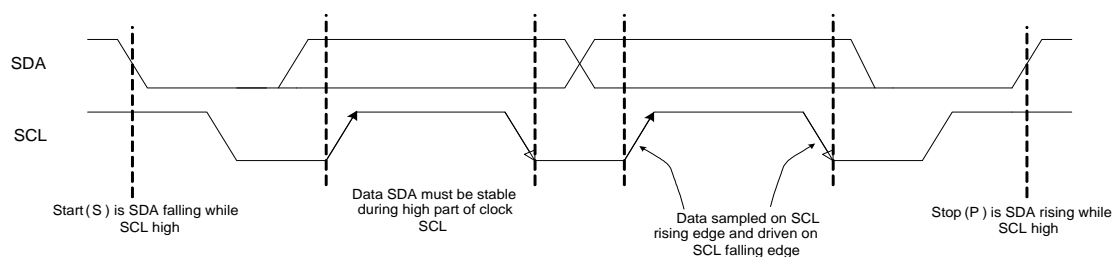 SDA
SCL
Start (S) is SDA falling while
SCL high
Data SDA must be stable
during high part of clock
SCL
Data sampled on SCL
rising edge and driven on
SCL falling edge
Stop (P) is SDA rising while
SCL high